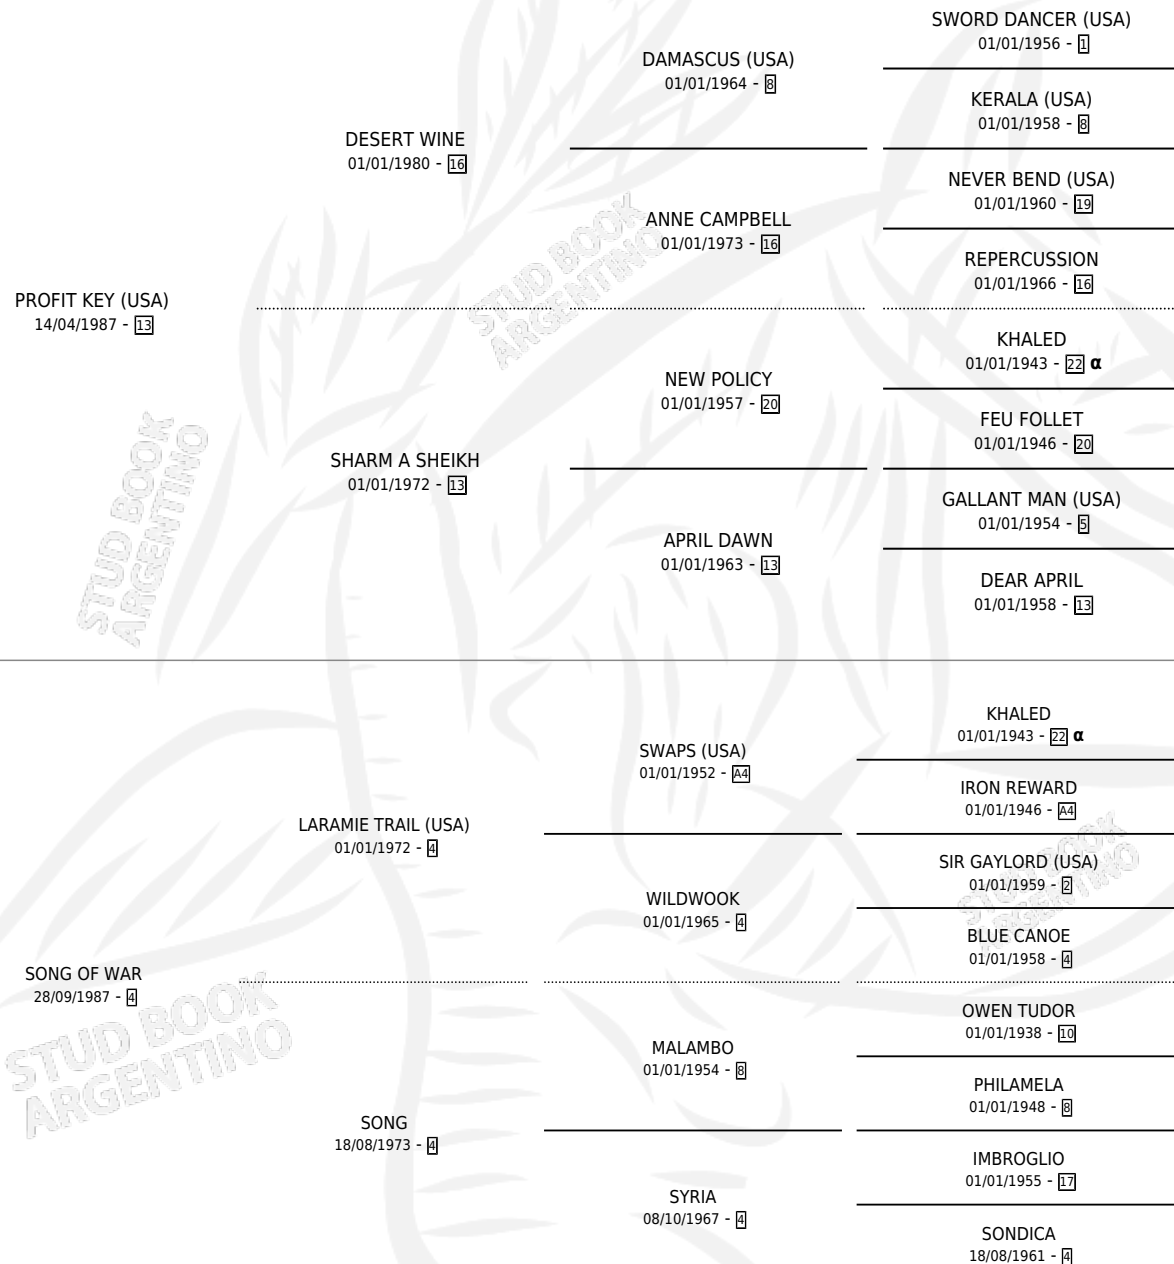 SWORD DANCER (USA)
01/01/1956 - 1
DAMASCUS (USA)
01/01/1964 - 8
KERALA (USA)
01/01/1958 - 8
DESERT WINE
01/01/1980 - 16
NEVER BEND (USA)
01/01/1960 - 19
ANNE CAMPBELL
01/01/1973 - 16
REPERCUSSION
01/01/1966 - 16
PROFIT KEY (USA)
14/04/1987 - 13
KHALED
01/01/1943 - 22 α
NEW POLICY
01/01/1957 - 20
FEU FOLLET
01/01/1946 - 20
SHARM A SHEIKH
01/01/1972 - 13
GALLANT MAN (USA)
01/01/1954 - 5
APRIL DAWN
01/01/1963 - 13
DEAR APRIL
01/01/1958 - 13
KHALED
01/01/1943 - 22 α
SWAPS (USA)
01/01/1952 - A4
IRON REWARD
01/01/1946 - A4
LARAMIE TRAIL (USA)
01/01/1972 - 4
SIR GAYLORD (USA)
01/01/1959 - 2
WILDWOOK
01/01/1965 - 4
BLUE CANOE
01/01/1958 - 4
SONG OF WAR
28/09/1987 - 4
OWEN TUDOR
01/01/1938 - 10
MALAMBO
01/01/1954 - 8
PHILAMELA
01/01/1948 - 8
SONG
18/08/1973 - 4
IMBROGLIO
01/01/1955 - 17
SYRIA
08/10/1967 - 4
SONDICA
18/08/1961 - 4
STUD BOOK
ARGENTINO
STUD BOOK
ARGENTINO
STUD BOOK
ARGENTINO
STUD BOOK
ARGENTINO